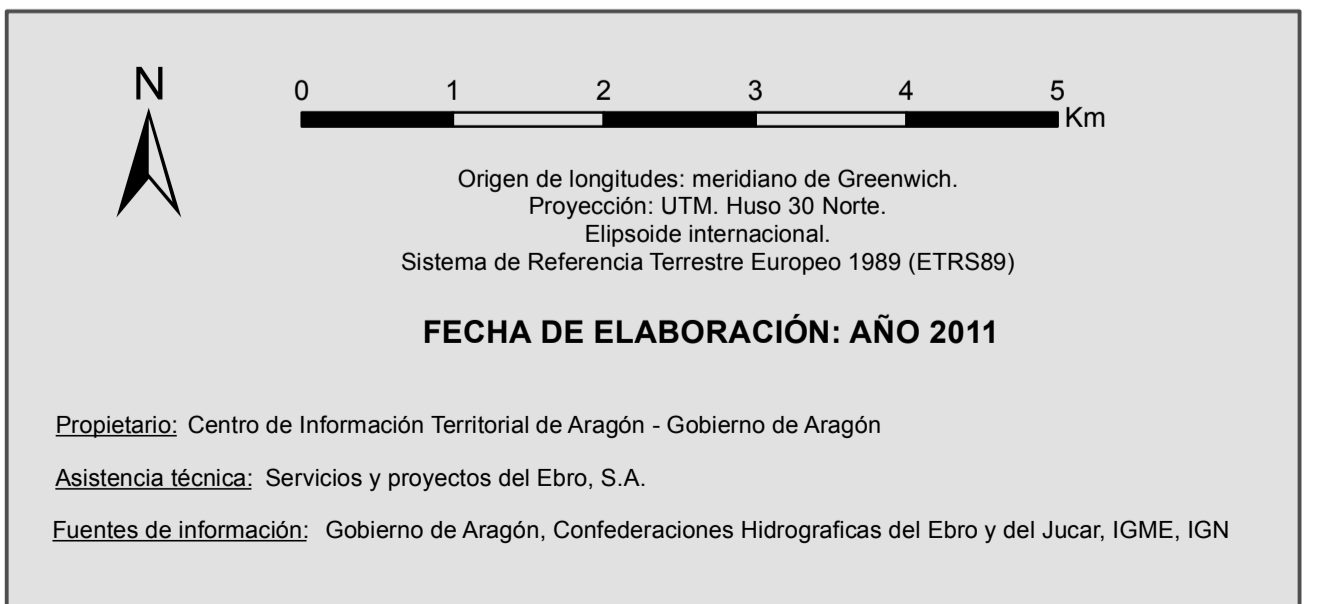 N
0 1 2 3 4 5
Km
Origen de longitudes: meridiano de Greenwich.
Proyección: UTM. Huso 30 Norte.
Elipsoide internacional.
Sistema de Referencia Terrestre Europeo 1989 (ETRS89)
FECHA DE ELABORACIÓN: AÑO 2011
Propietario: Centro de Información Territorial de Aragón - Gobierno de Aragón
Asistencia técnica: Servicios y proyectos del Ebro, S.A.
Fuentes de información: Gobierno de Aragón, Confederaciones Hidrograficas del Ebro y del Jucar, IGME, IGN